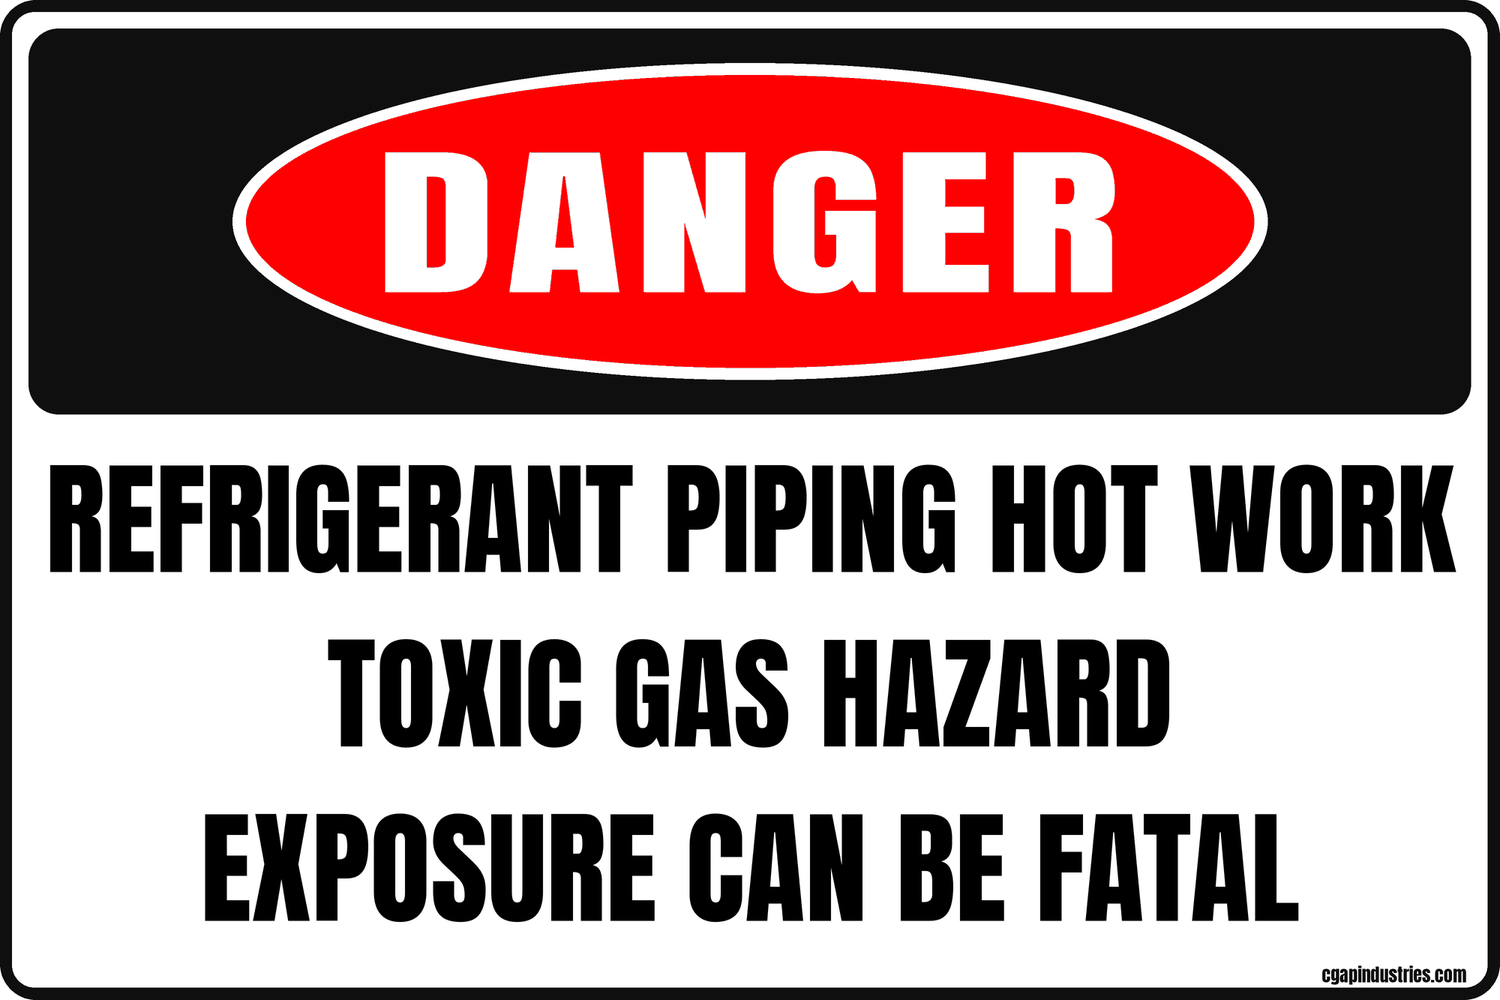 DANGER
REFRIGERANT PIPING HOT WORK
TOXIC GAS HAZARD
EXPOSURE CAN BE FATAL
cgapindustries.com